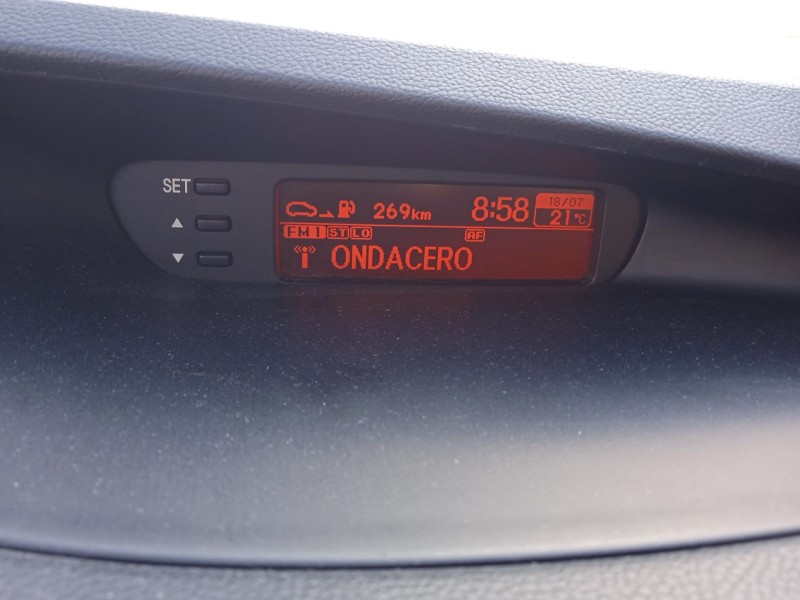 SET
269km 8:58 18/07
21°C
FM1 ST LO AF
ONDACERO